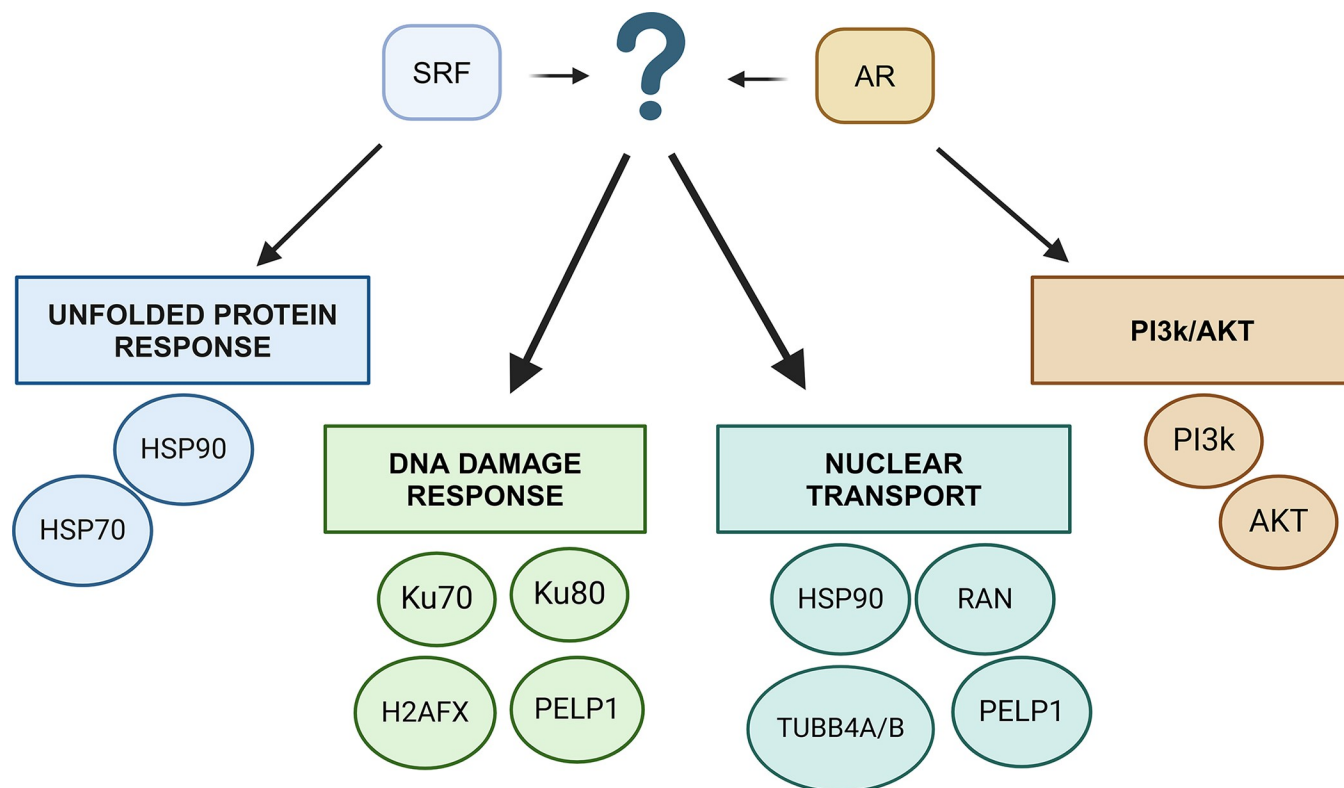 SRF
?
AR
UNFOLDED PROTEIN
RESPONSE
PI3k/AKT
HSP90
HSP70
PI3k
AKT
DNA DAMAGE
RESPONSE
NUCLEAR
TRANSPORT
Ku70
Ku80
H2AFX
PELP1
HSP90
RAN
TUBB4A/B
PELP1